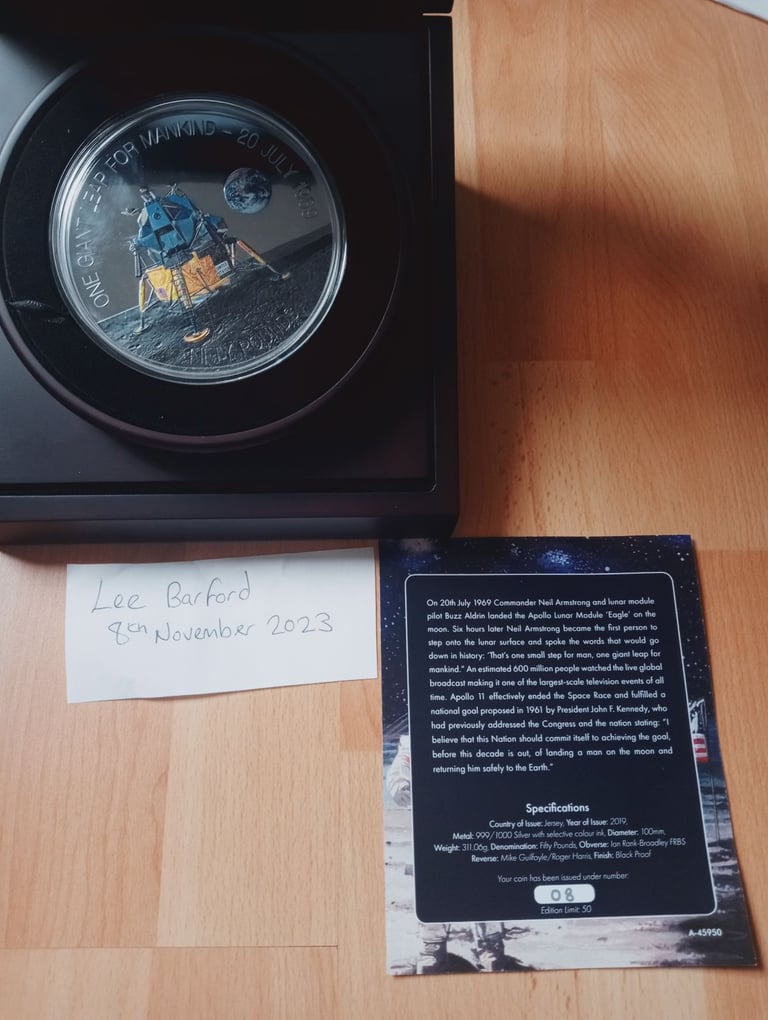 ONE GIANT LEAP FOR MANKIND – 20 JULY 1969
FIFTY POUNDS
Lee Barford
8th November 2023
On 20th July 1969 Commander Neil Armstrong and lunar module
pilot Buzz Aldrin landed the Apollo Lunar Module 'Eagle' on the
moon. Six hours later Neil Armstrong became the first person to
step onto the lunar surface and spoke the words that would go
down in history: 'That's one small step for man, one giant leap for
mankind." An estimated 600 million people watched the live global
broadcast making it one of the largest-scale television events of all
time. Apollo 11 effectively ended the Space Race and fulfilled a
national goal proposed in 1961 by President John F. Kennedy, who
had previously addressed the Congress and the nation stating: "I
believe that this Nation should commit itself to achieving the goal,
before this decade is out, of landing a man on the moon and
returning him safely to the Earth."
Specifications
Country of Issue: Jersey, Year of Issue: 2019,
Metal: 999/1000 Silver with selective colour ink, Diameter: 100mm,
Weight: 311.06g, Denomination: Fifty Pounds, Obverse: Ian Rank-Broadley FRBS
Reverse: Mike Guilfoyle/Roger Harris, Finish: Black Proof
Your coin has been issued under number:
08
Edition Limit: 50
A-45950